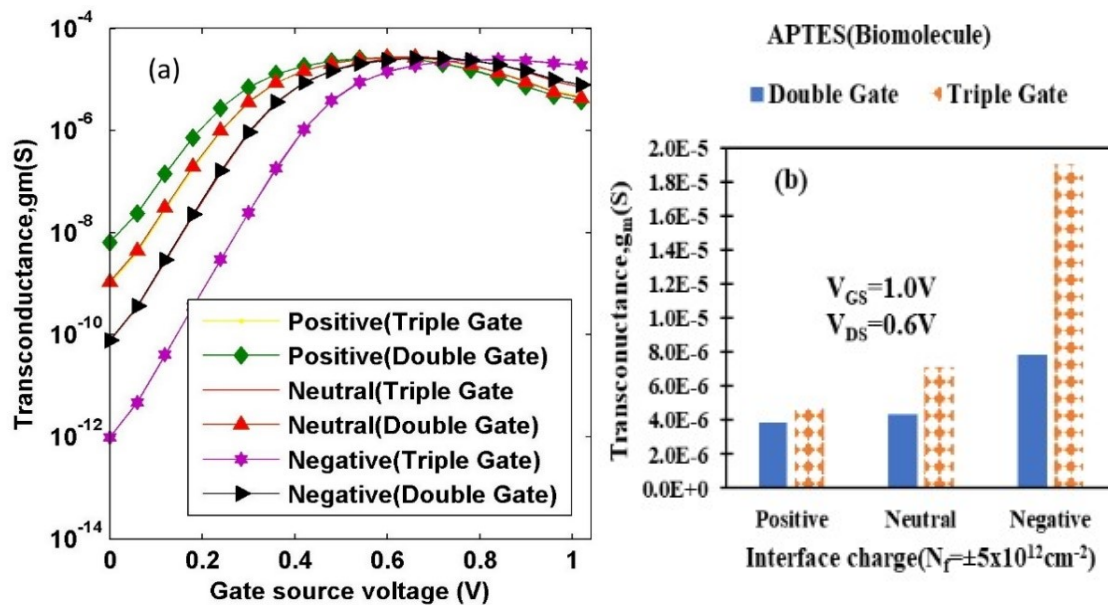 Transconductance,gm(S)
10⁻⁴
10⁻⁶
10⁻⁸
10⁻¹⁰
10⁻¹²
10⁻¹⁴
(a)
Positive(Triple Gate
Positive(Double Gate)
Neutral(Triple Gate
Neutral(Double Gate)
Negative(Triple Gate)
Negative(Double Gate)
0 0.2 0.4 0.6 0.8 1
Gate source voltage (V)
APTES(Biomolecule)
Double Gate Triple Gate
Transconuctance,gₘ(S)
2.0E-5
1.8E-5
1.6E-5
1.4E-5
1.2E-5
1.0E-5
8.0E-6
6.0E-6
4.0E-6
2.0E-6
0.0E+0
(b)
V_GS=1.0V
V_DS=0.6V
Positive Neutral Negative
Interface charge(N_f=±5x10¹²cm⁻²)